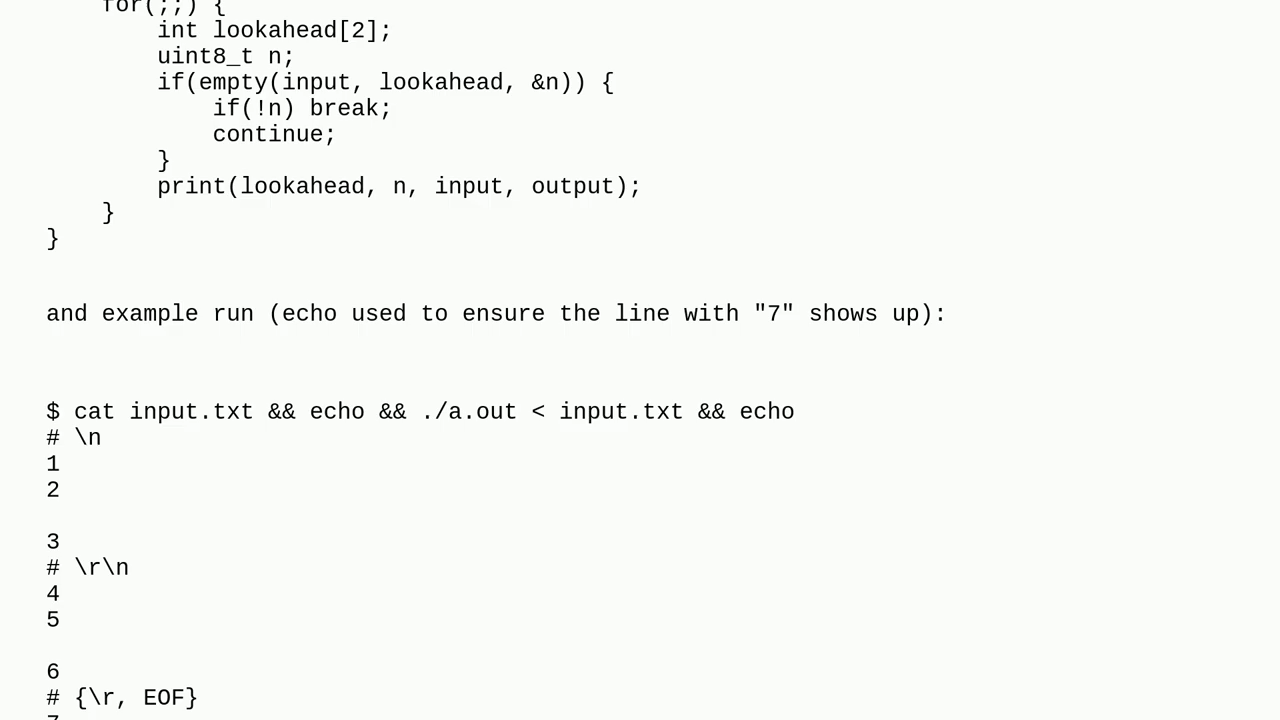 for(;;) {
int lookahead[2];
uint8_t n;
if(empty(input, lookahead, &n)) {
if(!n) break;
continue;
}
print(lookahead, n, input, output);
}
}
and example run (echo used to ensure the line with "7" shows up):
$ cat input.txt && echo && ./a.out < input.txt && echo
# \n
1
2
3
# \r\n
4
5
6
# {\r, EOF}
7